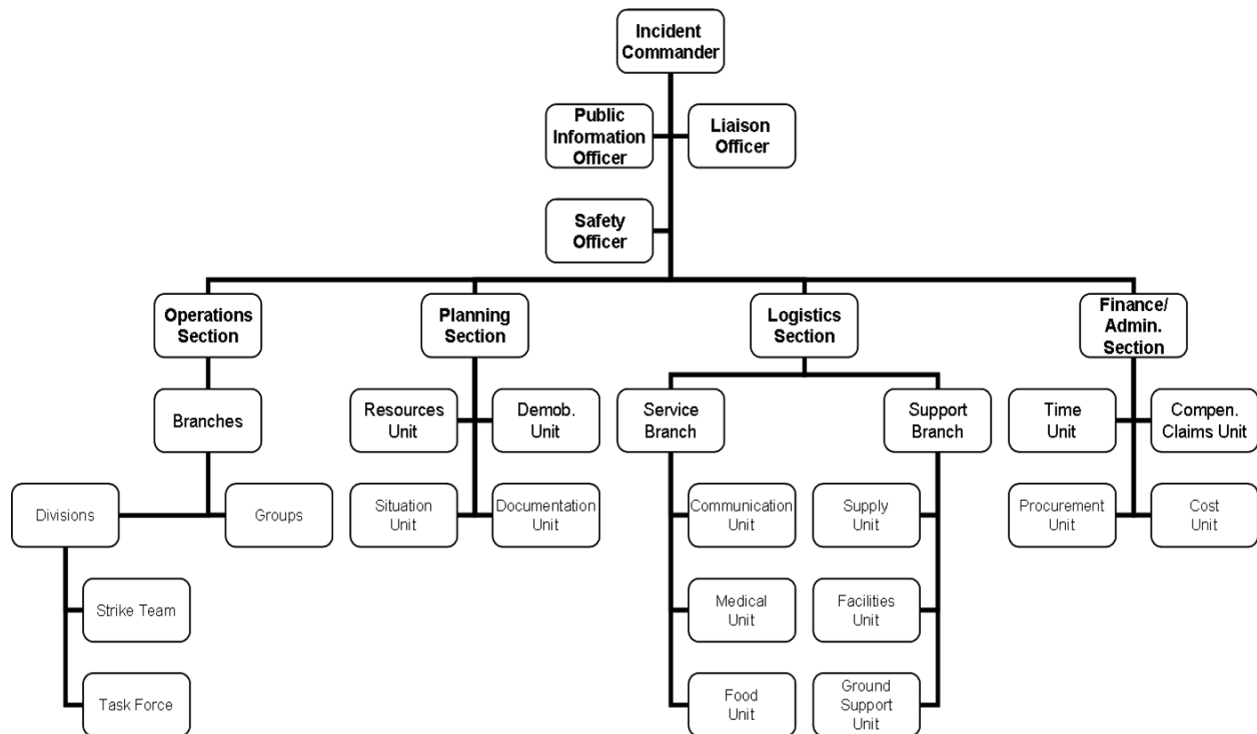 Incident
Commander
Public
Information
Officer
Liaison
Officer
Safety
Officer
Operations
Section
Planning
Section
Logistics
Section
Finance/
Admin.
Section
Branches
Resources
Unit
Demob.
Unit
Service
Branch
Support
Branch
Time
Unit
Compen.
Claims Unit
Divisions
Groups
Situation
Unit
Documentation
Unit
Communication
Unit
Supply
Unit
Procurement
Unit
Cost
Unit
Strike Team
Medical
Unit
Facilities
Unit
Task Force
Food
Unit
Ground
Support
Unit